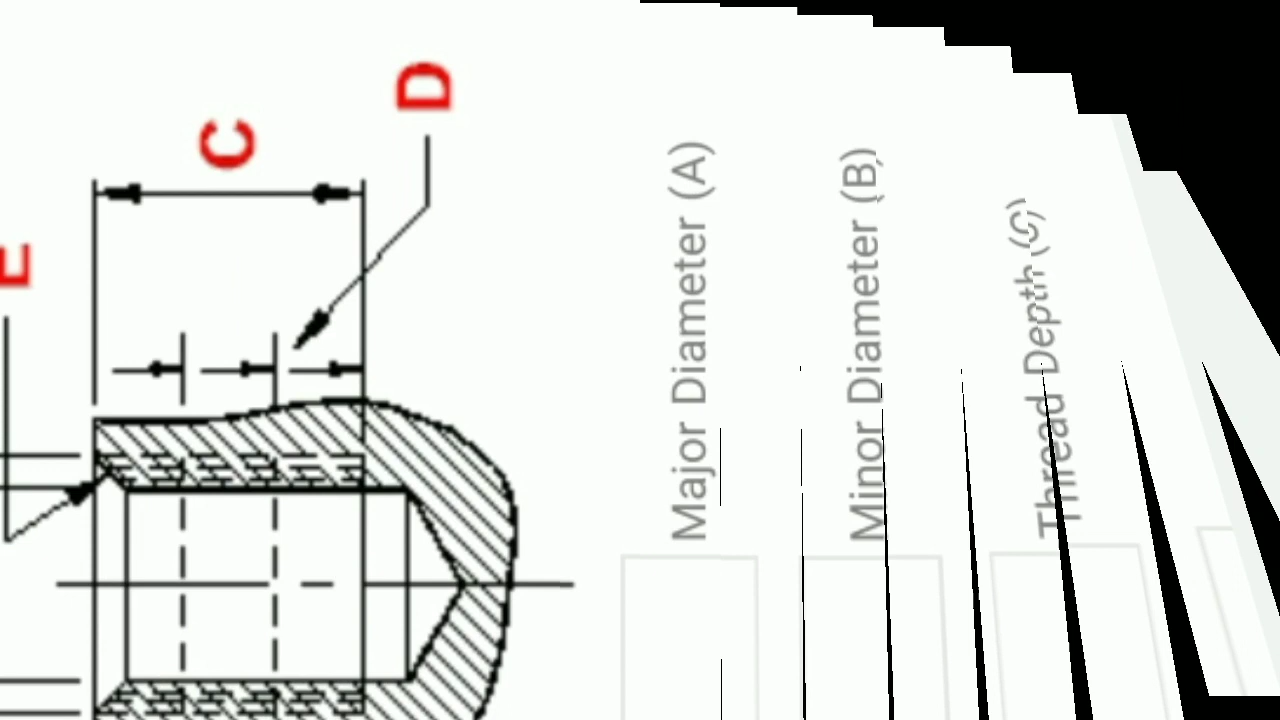 C
D
E
Major Diameter (A)
Minor Diameter (B)
Thread Depth (C)